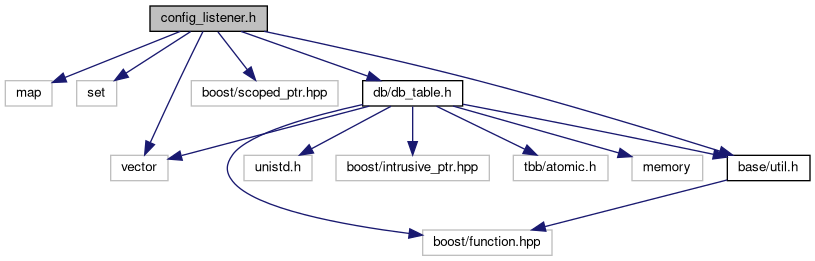 config_listener.h
map
set
boost/scoped_ptr.hpp
db/db_table.h
vector
unistd.h
boost/intrusive_ptr.hpp
tbb/atomic.h
memory
base/util.h
boost/function.hpp